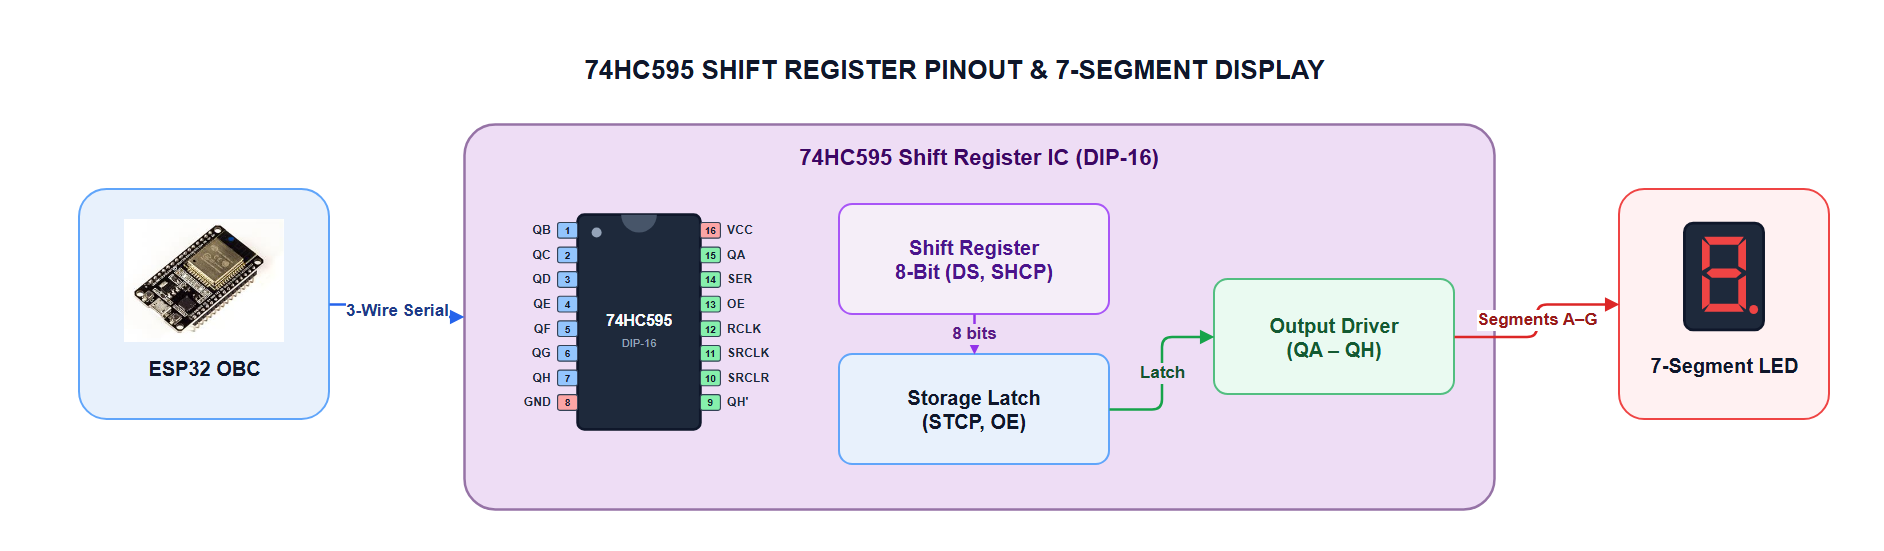 74HC595 SHIFT REGISTER PINOUT & 7-SEGMENT DISPLAY
74HC595 Shift Register IC (DIP-16)
ESP32 OBC
3-Wire Serial
QB 1
QC 2
QD 3
QE 4
QF 5
QG 6
QH 7
GND 8
74HC595
DIP-16
16 VCC
15 QA
14 SER
13 OE
12 RCLK
11 SRCLK
10 SRCLR
9 QH'
Shift Register
8-Bit (DS, SHCP)
8 bits
Storage Latch
(STCP, OE)
Latch
Output Driver
(QA – QH)
Segments A–G
7-Segment LED